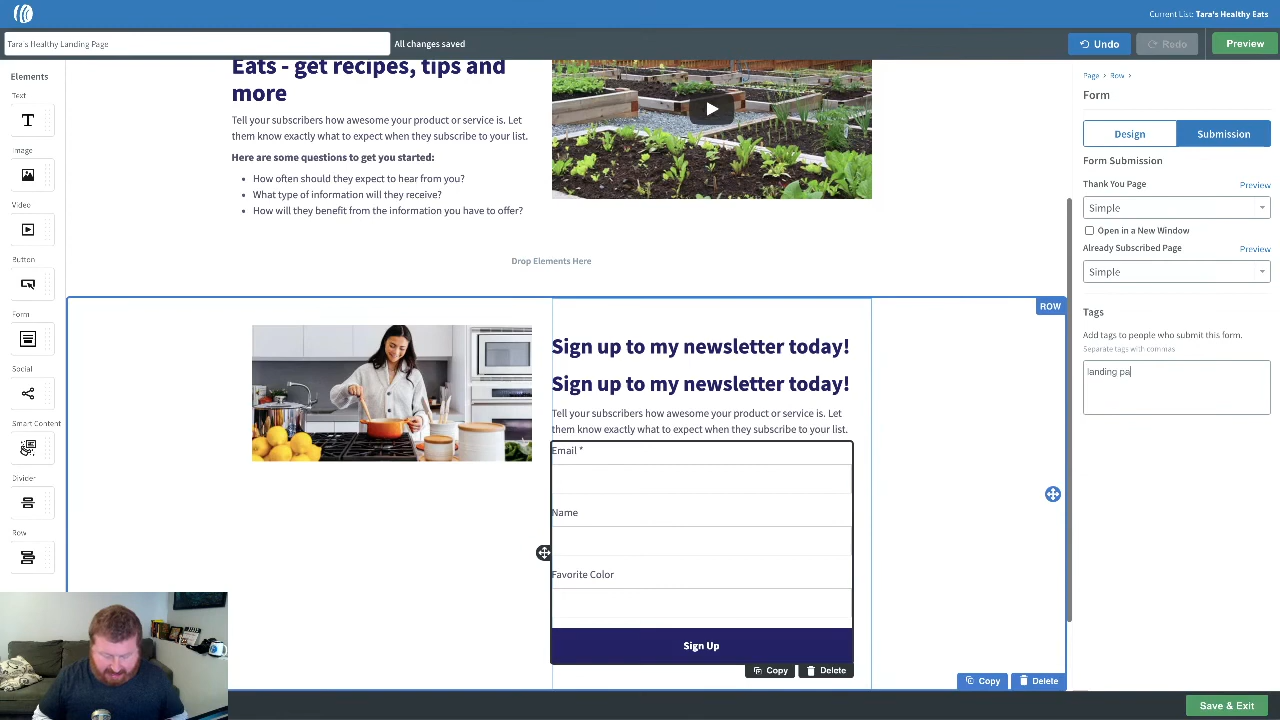 Current List: Tara's Healthy Eats
Tara's Healthy Landing Page
All changes saved
Undo
Redo
Preview
Elements
Text
Image
Video
Button
Form
Social
Smart Content
Divider
Row
Eats - get recipes, tips and
more
Tell your subscribers how awesome your product or service is. Let
them know exactly what to expect when they subscribe to your list.
Here are some questions to get you started:
• How often should they expect to hear from you?
• What type of information will they receive?
• How will they benefit from the information you have to offer?
Drop Elements Here
ROW
Sign up to my newsletter today!
Sign up to my newsletter today!
Tell your subscribers how awesome your product or service is. Let
them know exactly what to expect when they subscribe to your list.
Email *
Name
Favorite Color
Sign Up
Copy
Delete
Copy
Delete
Page › Row ›
Form
Design
Submission
Form Submission
Thank You Page
Preview
Simple
Open in a New Window
Already Subscribed Page
Preview
Simple
Tags
Add tags to people who submit this form.
Separate tags with commas
landing pa
Save & Exit